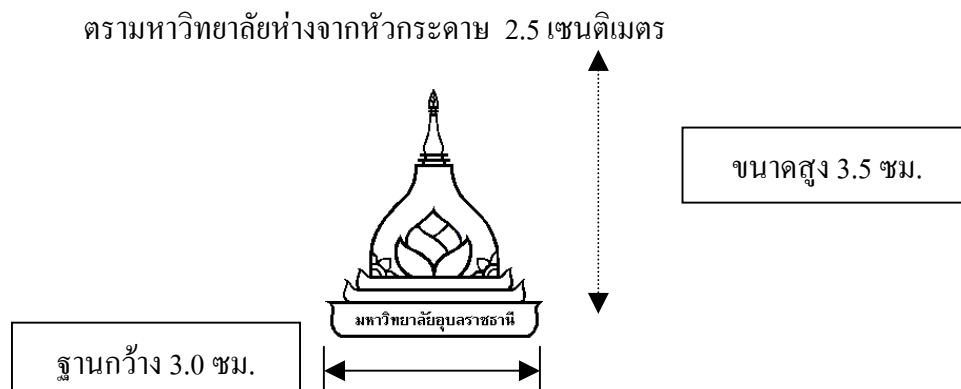 ตรามหาวิทยาลัยห่างจากหัวกระดาษ 2.5 เซนติเมตร
ขนาดสูง 3.5 ซม.
มหาวิทยาลัยอุบลราชธานี
ฐานกว้าง 3.0 ซม.